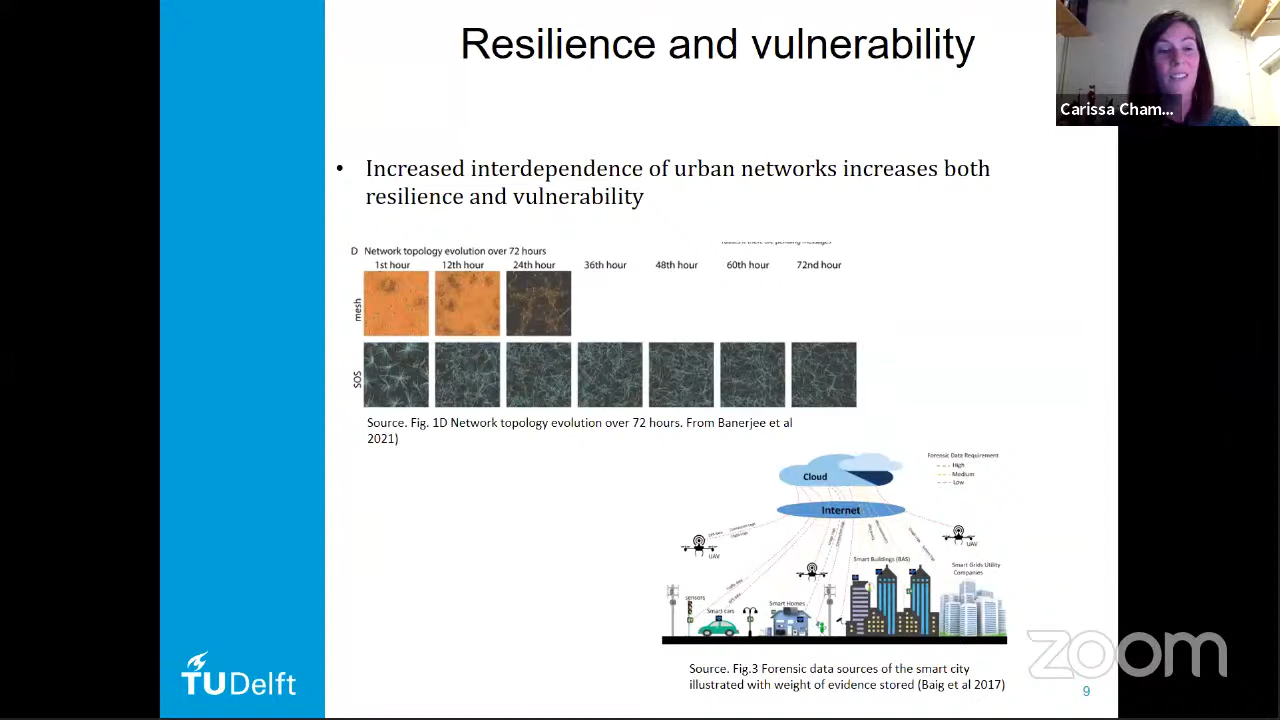 Resilience and vulnerability
Carissa Cham...
• Increased interdependence of urban networks increases both
resilience and vulnerability
D Network topology evolution over 72 hours
1st hour 12th hour 24th hour 36th hour 48th hour 60th hour 72nd hour
mesh
SOS
Source. Fig. 1D Network topology evolution over 72 hours. From Banerjee et al
2021)
Forensic Data Requirement
High
Medium
Low
Cloud
Internet
UAV
UAV
Smart Buildings (BAS)
Smart Grids Utility
Companies
sensors
Smart cars
Smart Homes
Source. Fig.3 Forensic data sources of the smart city
illustrated with weight of evidence stored (Baig et al 2017)
TUDelft
zoom
9